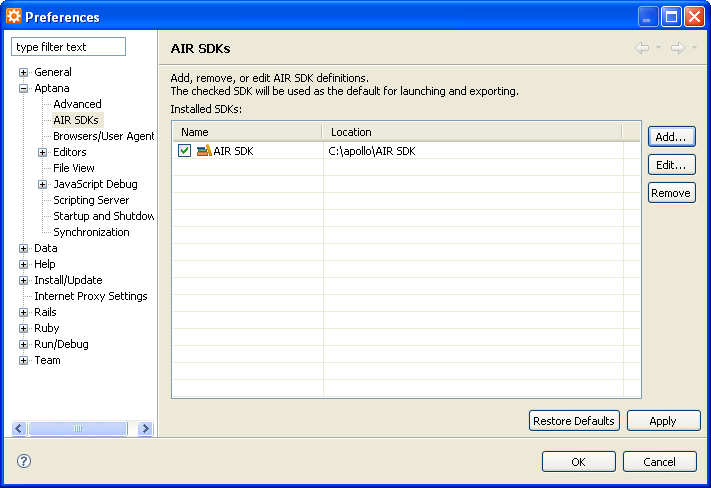 Preferences
type filter text
General
Aptana
Advanced
AIR SDKs
Browsers/User Agent
Editors
File View
JavaScript Debug
Scripting Server
Startup and Shutdow
Synchronization
Data
Help
Install/Update
Internet Proxy Settings
Rails
Ruby
Run/Debug
Team
AIR SDKs
Add, remove, or edit AIR SDK definitions.
The checked SDK will be used as the default for launching and exporting.
Installed SDKs:
Name Location
AIR SDK C:\apollo\AIR SDK
Add...
Edit...
Remove
Restore Defaults Apply
? OK Cancel